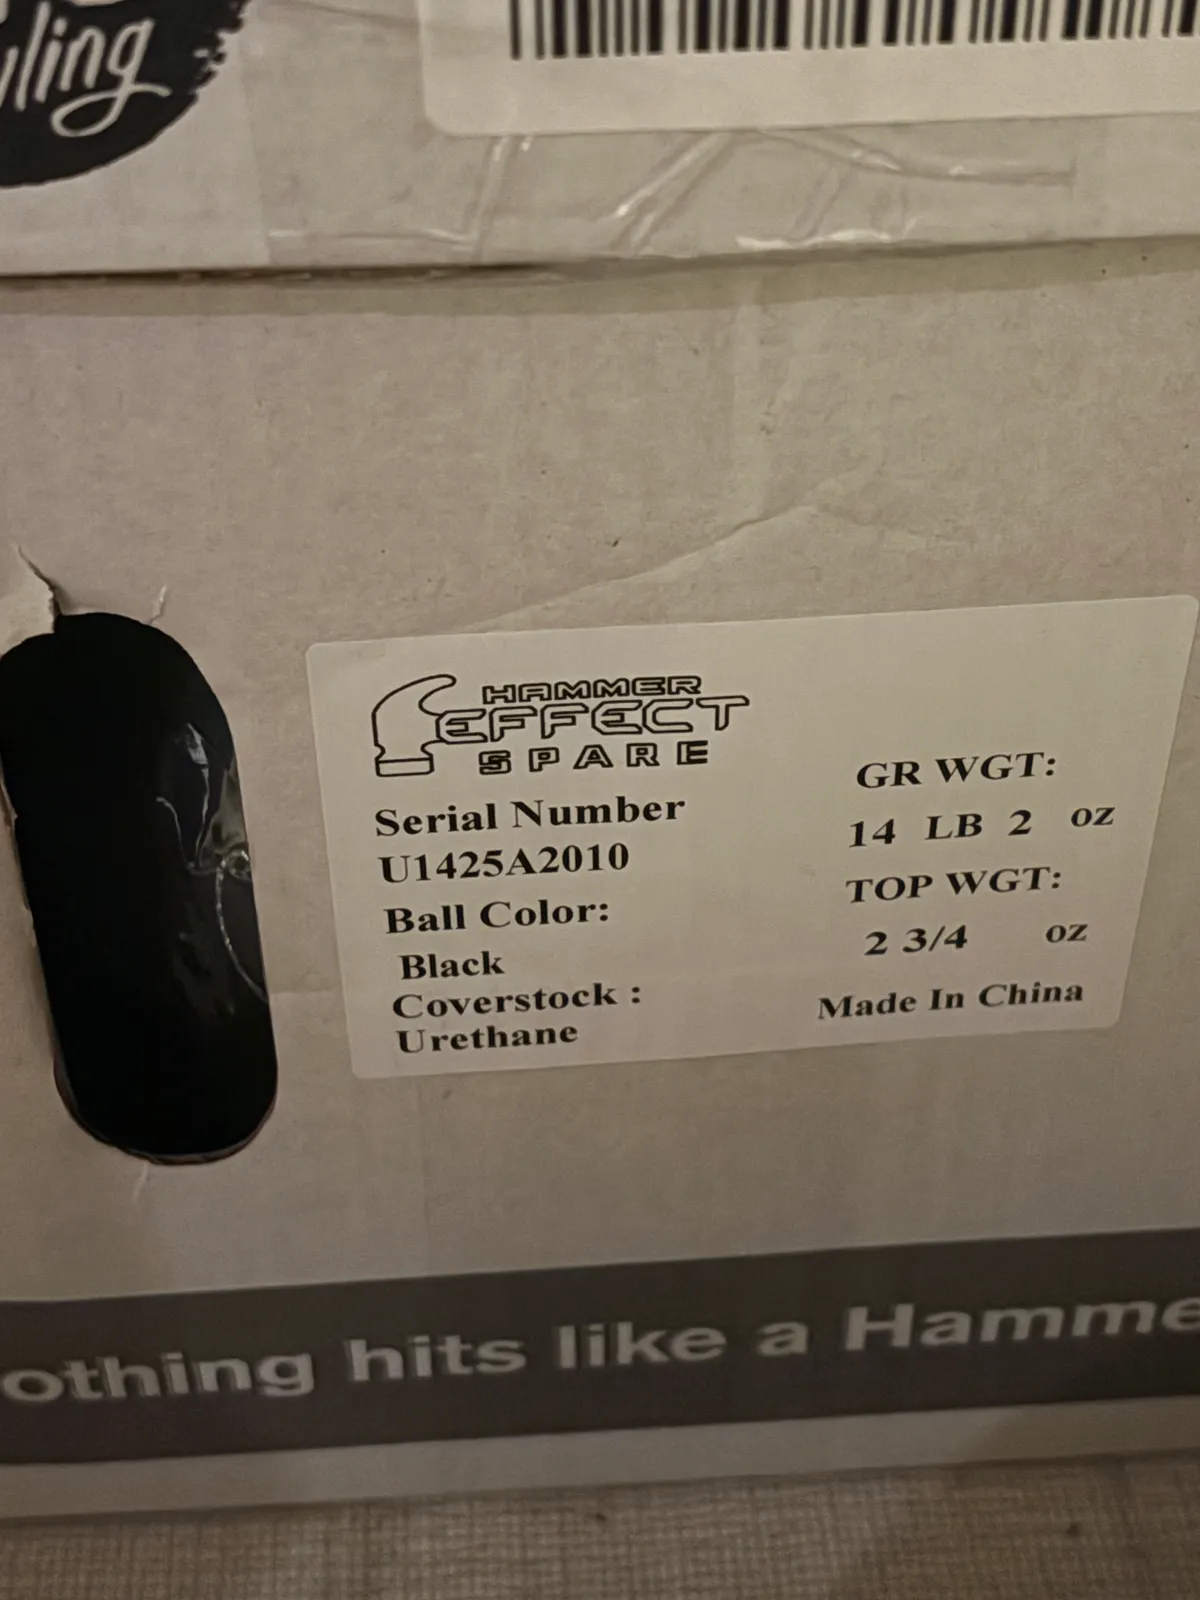 HAMMER
EFFECT
SPARE
Serial Number
U1425A2010
Ball Color:
Black
Coverstock :
Urethane
GR WGT:
14 LB 2 oz
TOP WGT:
2 3/4 oz
Made In China
othing hits like a Hamme